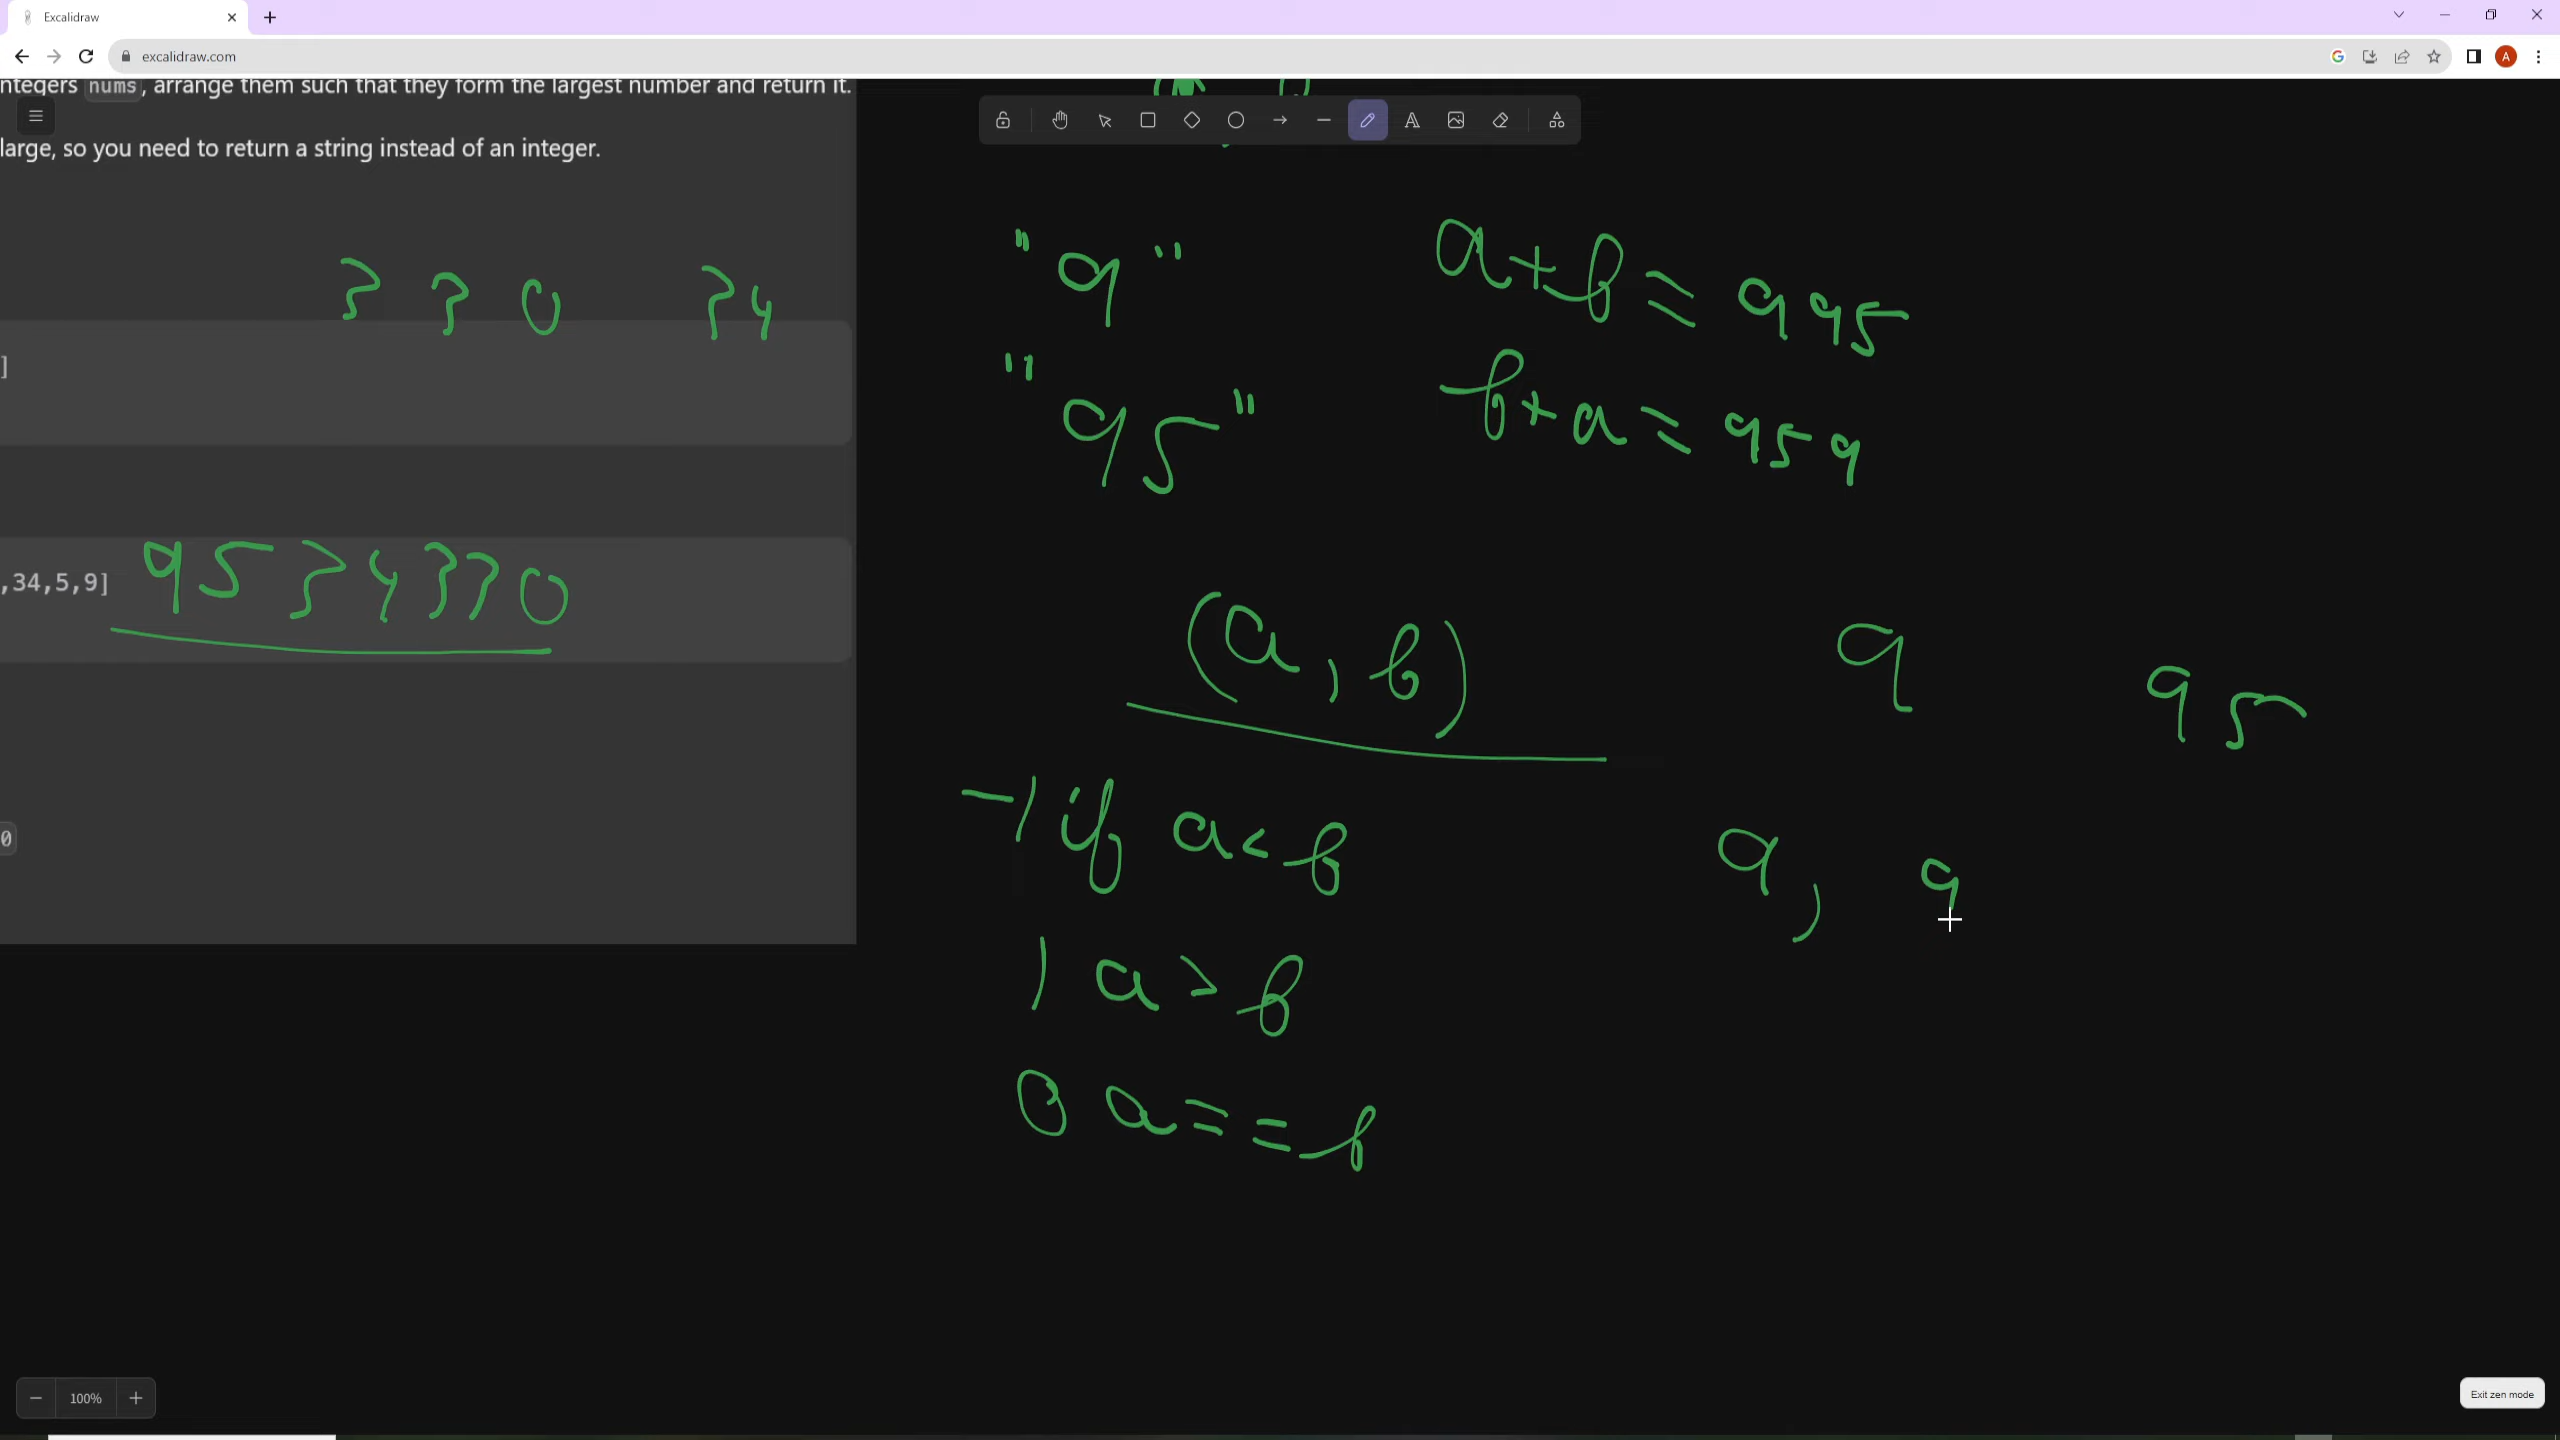 Excalidraw
excalidraw.com
A
ntegers nums, arrange them such that they form the largest number and return it.
large, so you need to return a string instead of an integer.
3 30 34
]
,34,5,9]
9534330
0
"9"
"95"
a+b=995
b+a=959
(a,b)
9 95
-1 if a<b
9, 9
1 a>b
0 a==b
100%
Exit zen mode